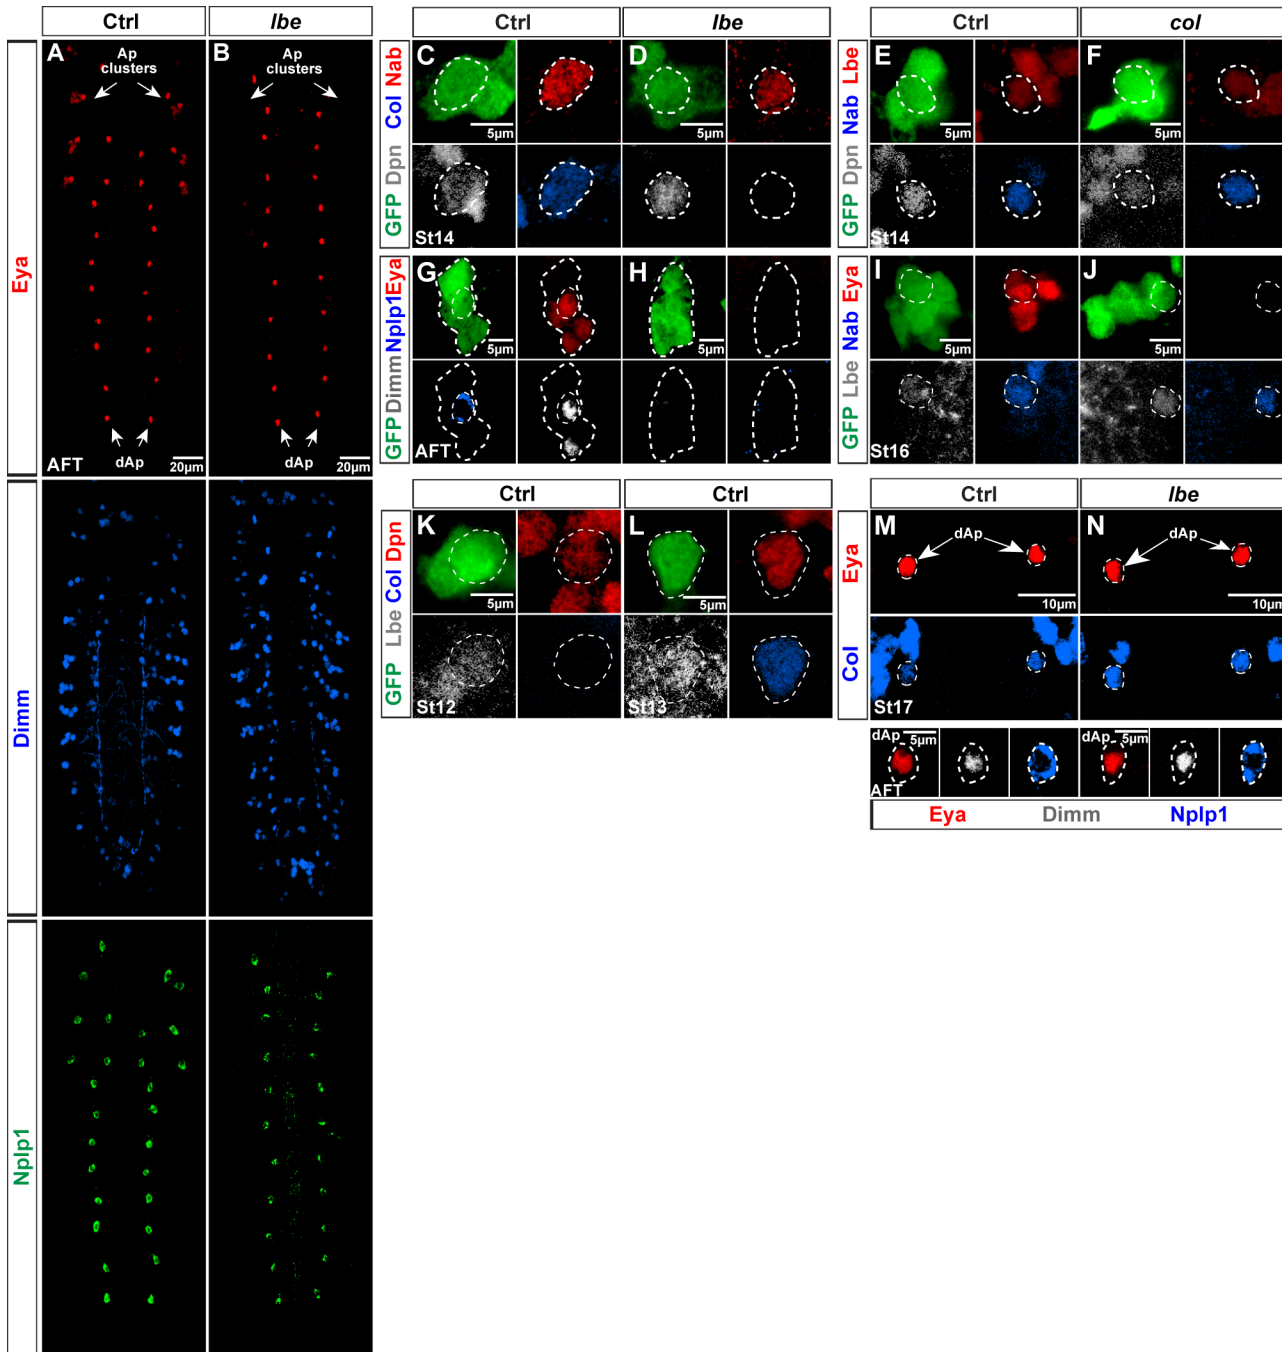 Ctrl
lbe
Eya
A
Ap
clusters
dAp
AFT
20µm
B
Ap
clusters
dAp
20µm
Dimm
Nplp1
Ctrl
lbe
GFP Dpn Col Nab
C
5µm
D
5µm
St14
GFP Dimm Nplp1 Eya
G
5µm
H
5µm
AFT
Ctrl
col
GFP Dpn Nab Lbe
E
5µm
F
5µm
St14
GFP Lbe Nab Eya
I
5µm
J
5µm
St16
Ctrl
Ctrl
GFP Lbe Col Dpn
K
5µm
L
5µm
St12
St13
Ctrl
lbe
Eya
M
dAp
10µm
N
dAp
10µm
Col
St17
dAp
5µm
dAp
5µm
AFT
Eya
Dimm
Nplp1